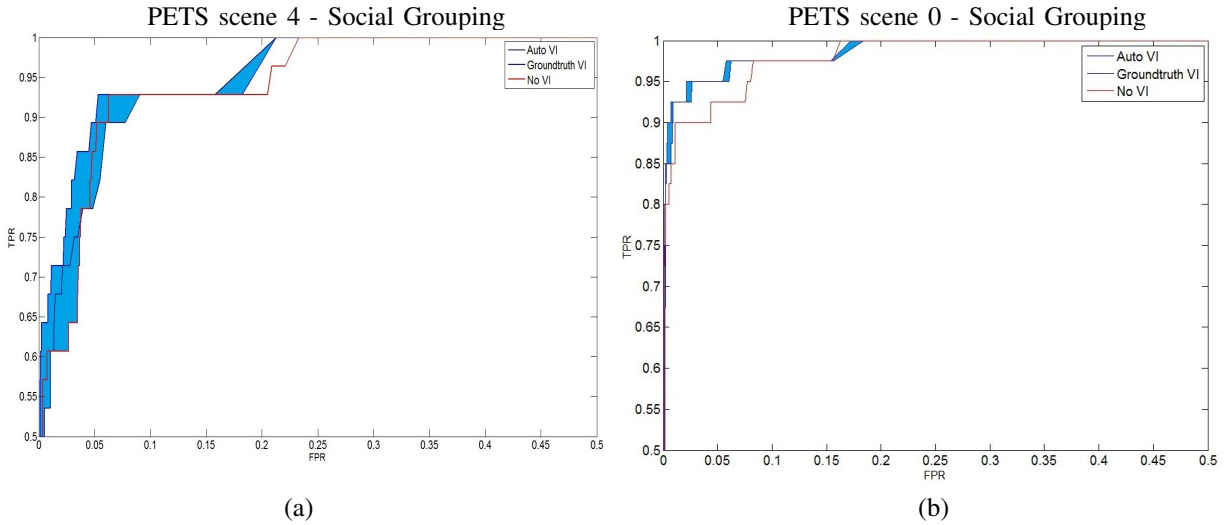 PETS scene 4 - Social Grouping
1
0.95
0.9
0.85
0.8
0.75
0.7
0.65
0.6
0.55
0.5
TPR
0 0.05 0.1 0.15 0.2 0.25 0.3 0.35 0.4 0.45 0.5
FPR
Auto VI
Groundtruth VI
No VI
(a)
PETS scene 0 - Social Grouping
1
0.95
0.9
0.85
0.8
0.75
0.7
0.65
0.6
0.55
0.5
TPR
0 0.05 0.1 0.15 0.2 0.25 0.3 0.35 0.4 0.45 0.5
FPR
Auto VI
Groundtruth VI
No VI
(b)